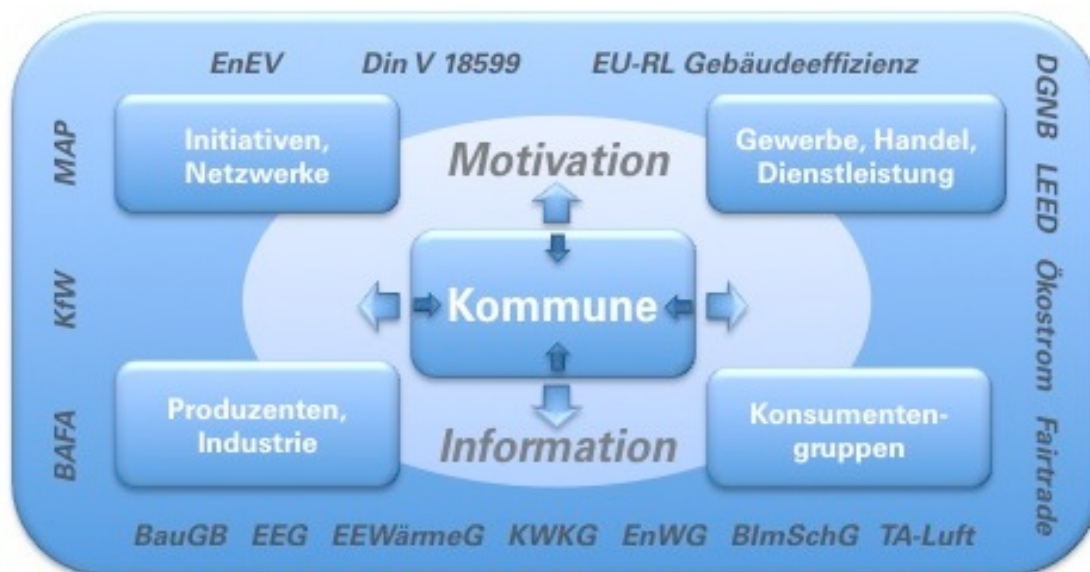 EnEV Din V 18599 EU-RL Gebäudeeffizienz
MAP
KfW
BAFA
Initiativen,
Netzwerke
Motivation
Gewerbe, Handel,
Dienstleistung
Kommune
Produzenten,
Industrie
Information
Konsumenten-
gruppen
DGNB LEED Ökostrom Fairtrade
BauGB EEG EEWärmeG KWKG EnWG BImSchG TA-Luft